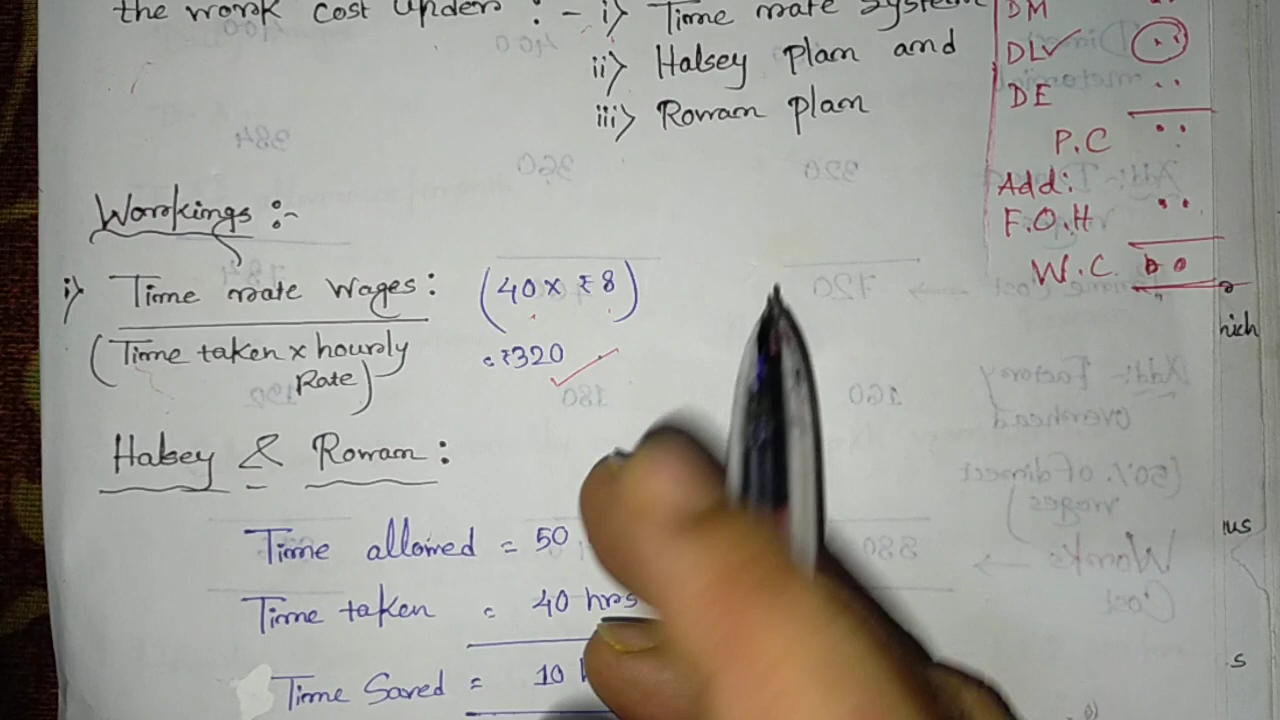 the work cost under : - i) Time rate system
ii) Halsey plan and
iii) Rowan plan
DM
DL✓
DE
P.C
Add:
F.O.H
W.C.
Workings :-
i) Time rate wages: (40 x ₹ 8)
(Time taken x hourly Rate) = ₹320
Halsey & Rowan :
Time allowed = 50
Time taken = 40 hrs
Time Saved = 10
hich
us
s